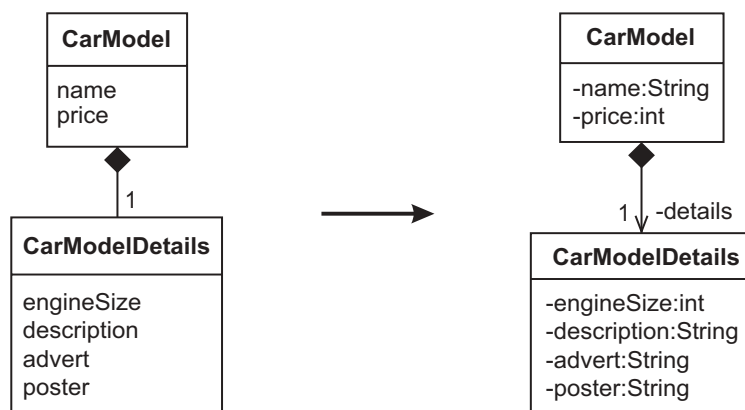 CarModel
name
price
1
CarModelDetails
engineSize
description
advert
poster
CarModel
-name:String
-price:int
1 -details
CarModelDetails
-engineSize:int
-description:String
-advert:String
-poster:String